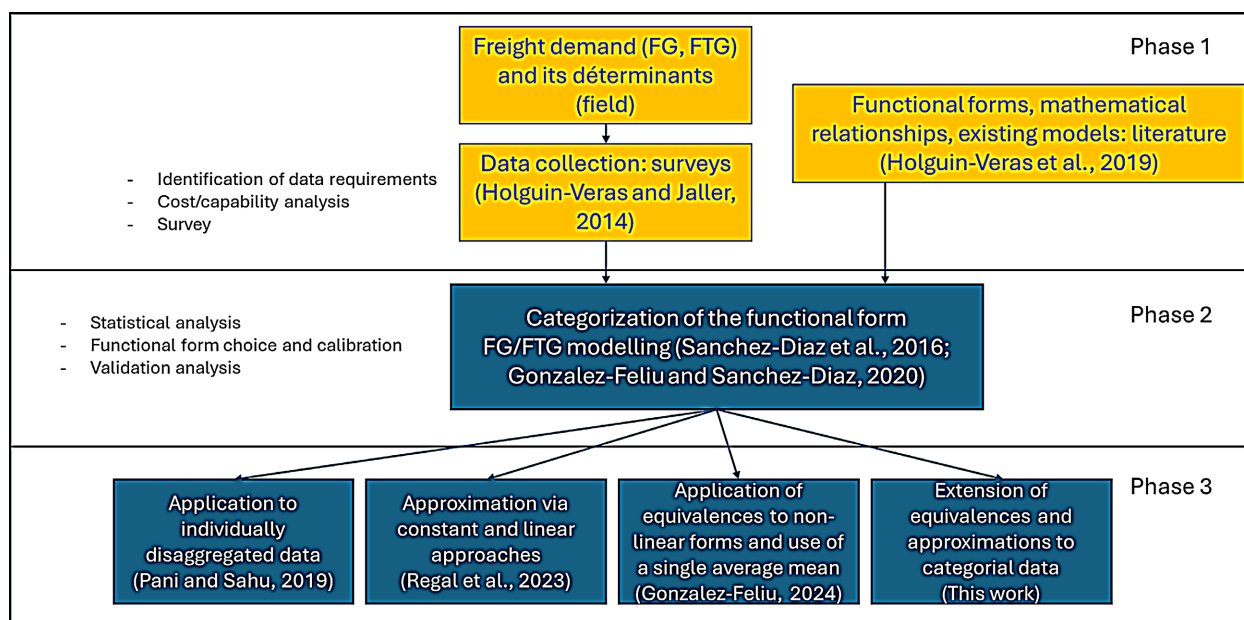 Phase 1
Freight demand (FG, FTG)
and its déterminants
(field)
Functional forms, mathematical
relationships, existing models: literature
(Holguin-Veras et al., 2019)
Data collection: surveys
(Holguin-Veras and Jaller,
2014)
- Identification of data requirements
- Cost/capability analysis
- Survey
Phase 2
Categorization of the functional form
FG/FTG modelling (Sanchez-Diaz et al., 2016;
Gonzalez-Feliu and Sanchez-Diaz, 2020)
- Statistical analysis
- Functional form choice and calibration
- Validation analysis
Phase 3
Application to
individually
disaggregated data
(Pani and Sahu, 2019)
Approximation via
constant and linear
approaches
(Regal et al., 2023)
Application of
equivalences to non-
linear forms and use of
a single average mean
(Gonzalez-Feliu, 2024)
Extension of
equivalences and
approximations to
categorial data
(This work)